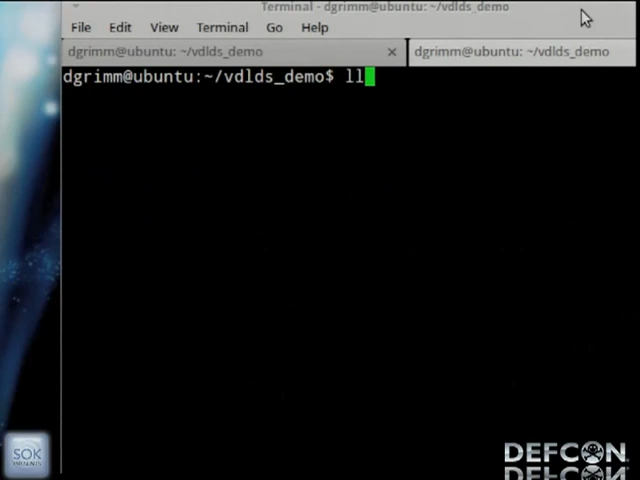 Terminal - dgrimm@ubuntu: ~/vdlds_demo
File Edit View Terminal Go Help
dgrimm@ubuntu: ~/vdlds_demo × dgrimm@ubuntu: ~/vdlds_demo
dgrimm@ubuntu:~/vdlds_demo$ ll
SOK
DEFCON